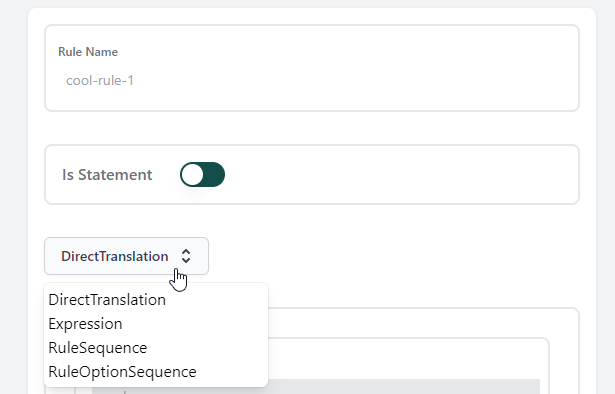 Rule Name
cool-rule-1
Is Statement
DirectTranslation
DirectTranslation
Expression
RuleSequence
RuleOptionSequence